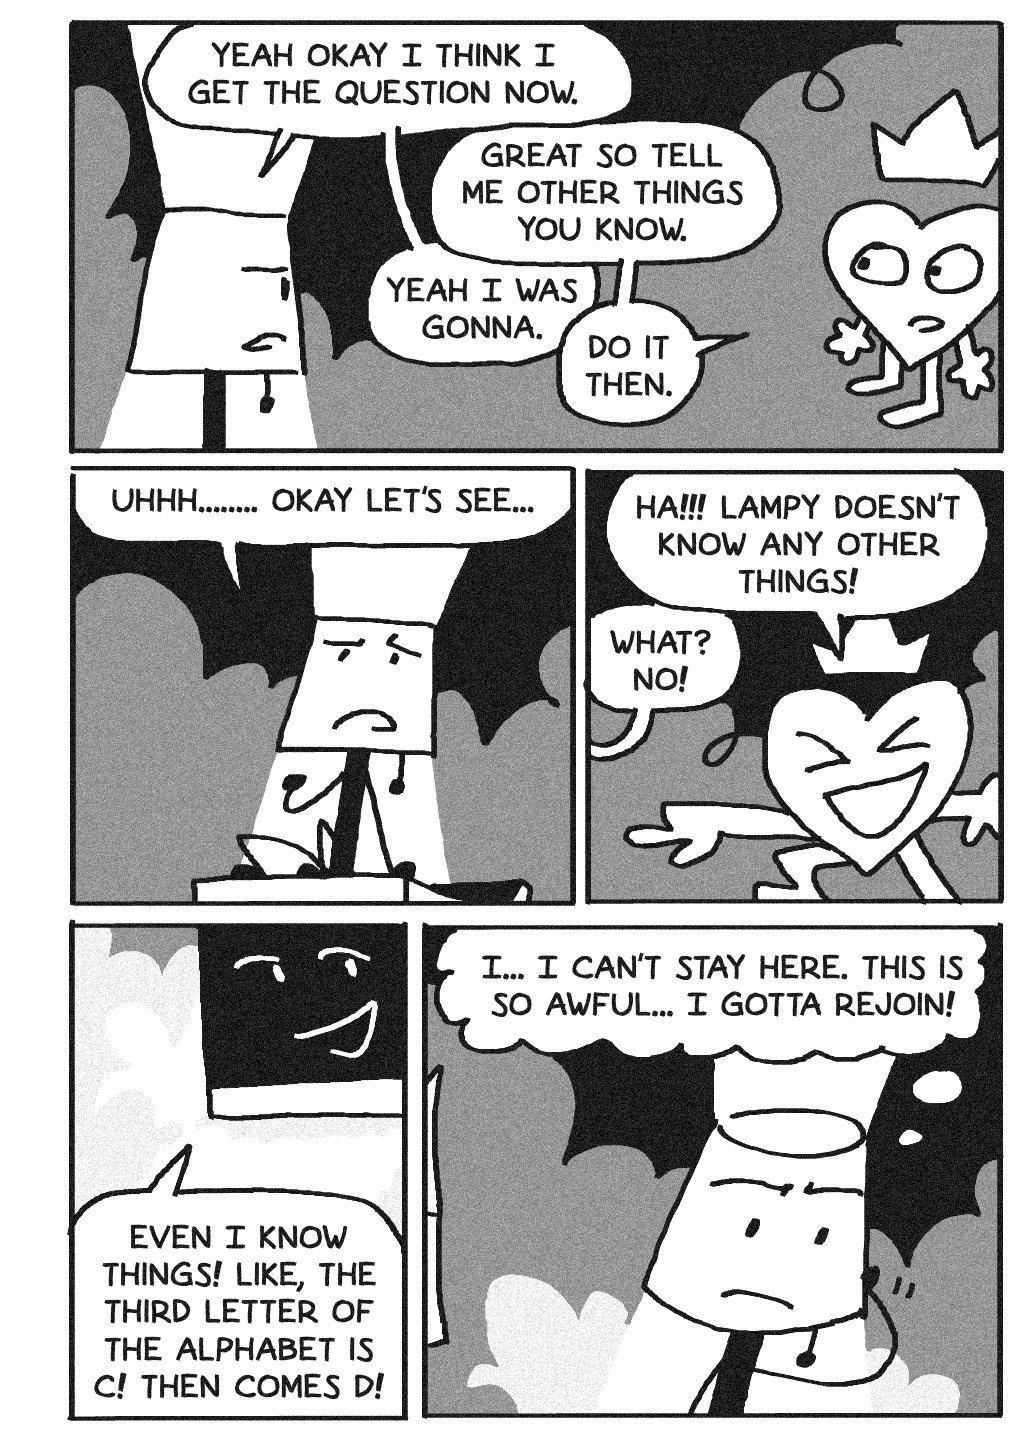 YEAH OKAY I THINK I
GET THE QUESTION NOW.
GREAT SO TELL
ME OTHER THINGS
YOU KNOW.
YEAH I WAS
GONNA.
DO IT
THEN.
UHHH........ OKAY LET'S SEE...
HA!!! LAMPY DOESN'T
KNOW ANY OTHER
THINGS!
WHAT?
NO!
EVEN I KNOW
THINGS! LIKE, THE
THIRD LETTER OF
THE ALPHABET IS
C! THEN COMES D!
I... I CAN'T STAY HERE. THIS IS
SO AWFUL... I GOTTA REJOIN!